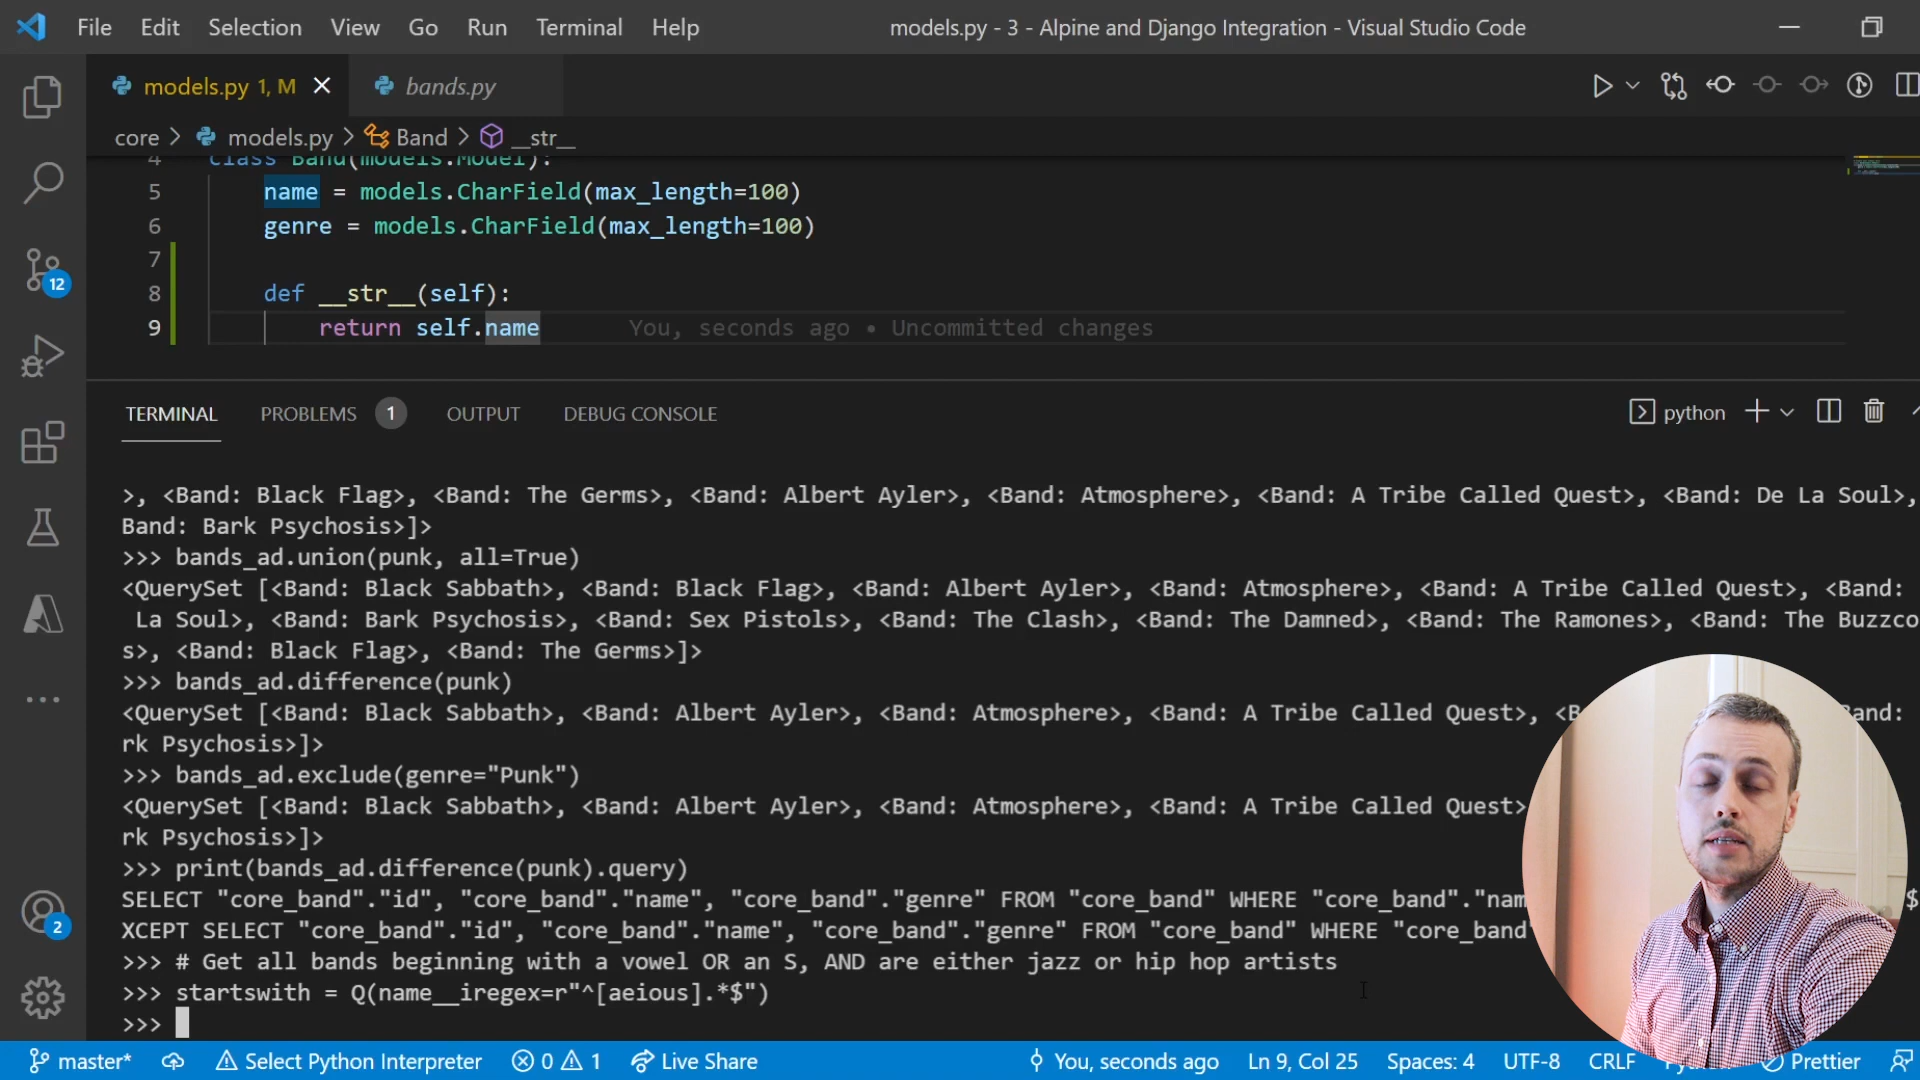 File Edit Selection View Go Run Terminal Help models.py - 3 - Alpine and Django Integration - Visual Studio Code
models.py 1, M bands.py
core > models.py > Band > __str__
4 class Band(models.Model):
5 name = models.CharField(max_length=100)
6 genre = models.CharField(max_length=100)
7
8 def __str__(self):
9 return self.name You, seconds ago • Uncommitted changes
TERMINAL PROBLEMS 1 OUTPUT DEBUG CONSOLE python
>, <Band: Black Flag>, <Band: The Germs>, <Band: Albert Ayler>, <Band: Atmosphere>, <Band: A Tribe Called Quest>, <Band: De La Soul>,
Band: Bark Psychosis>]>
>>> bands_ad.union(punk, all=True)
<QuerySet [<Band: Black Sabbath>, <Band: Black Flag>, <Band: Albert Ayler>, <Band: Atmosphere>, <Band: A Tribe Called Quest>, <Band:
La Soul>, <Band: Bark Psychosis>, <Band: Sex Pistols>, <Band: The Clash>, <Band: The Damned>, <Band: The Ramones>, <Band: The Buzzco
s>, <Band: Black Flag>, <Band: The Germs>]>
>>> bands_ad.difference(punk)
<QuerySet [<Band: Black Sabbath>, <Band: Albert Ayler>, <Band: Atmosphere>, <Band: A Tribe Called Quest>, <B and:
rk Psychosis>]>
>>> bands_ad.exclude(genre="Punk")
<QuerySet [<Band: Black Sabbath>, <Band: Albert Ayler>, <Band: Atmosphere>, <Band: A Tribe Called Quest>
rk Psychosis>]>
>>> print(bands_ad.difference(punk).query)
SELECT "core_band"."id", "core_band"."name", "core_band"."genre" FROM "core_band" WHERE "core_band"."nam $
XCEPT SELECT "core_band"."id", "core_band"."name", "core_band"."genre" FROM "core_band" WHERE "core_band"
>>> # Get all bands beginning with a vowel OR an S, AND are either jazz or hip hop artists
>>> startswith = Q(name__iregex=r"^[aeious].*$")
>>>
12
2
master* Select Python Interpreter 0 1 Live Share You, seconds ago Ln 9, Col 25 Spaces: 4 UTF-8 CRLF Prettier